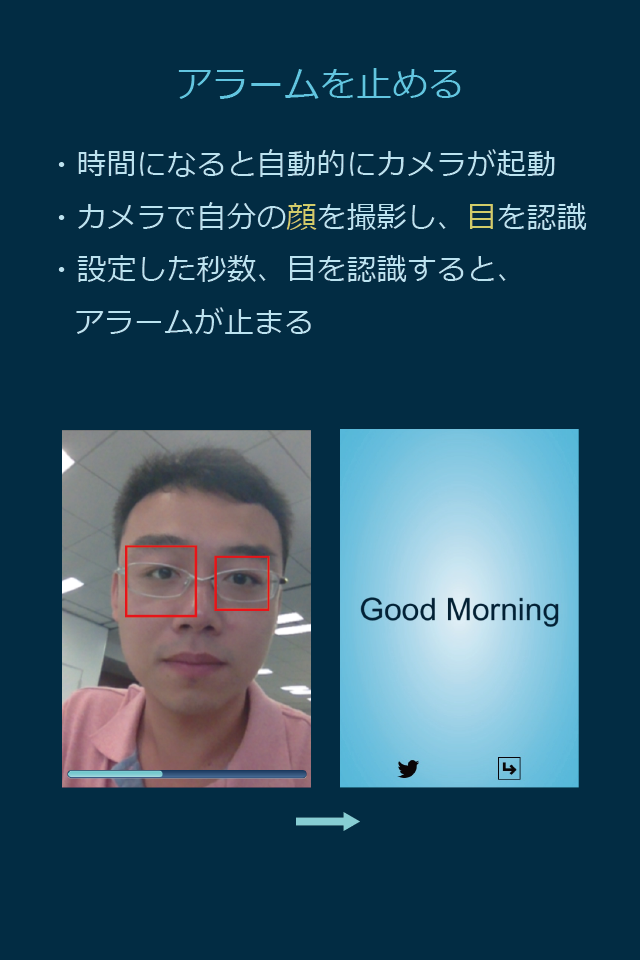 アラームを止める
・時間になると自動的にカメラが起動
・カメラで自分の顔を撮影し、目を認識
・設定した秒数、目を認識すると、
アラームが止まる
Good Morning